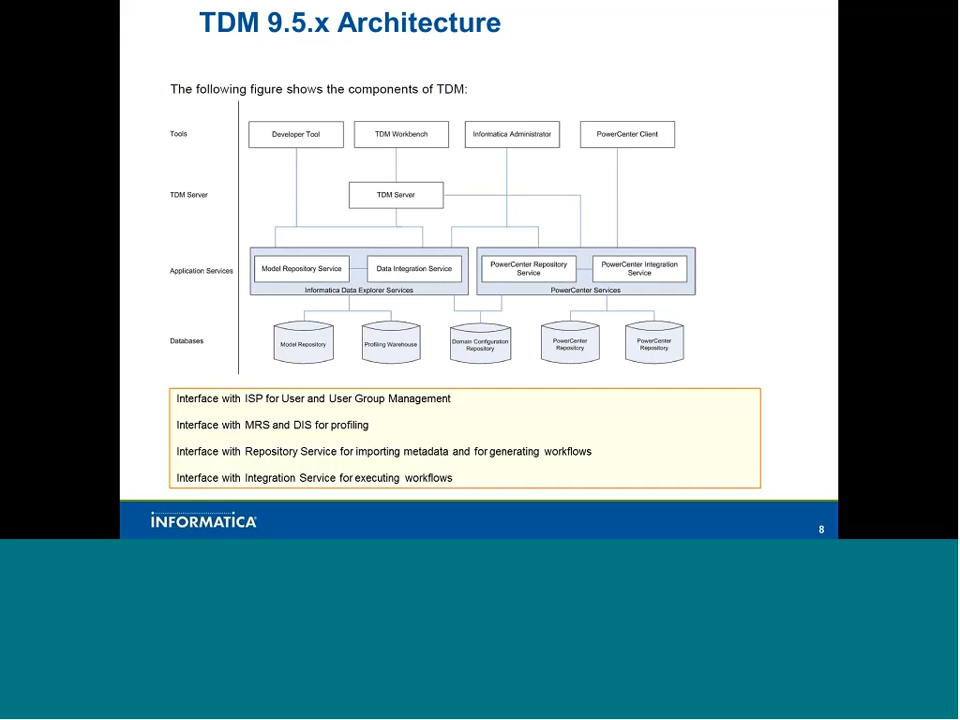 TDM 9.5.x Architecture
The following figure shows the components of TDM:
Tools
Developer Tool
TDM Workbench
Informatica Administrator
PowerCenter Client
TDM Server
TDM Server
Application Services
Model Repository Service
Data Integration Service
PowerCenter Repository
Service
PowerCenter Integration
Service
Informatica Data Explorer Services
PowerCenter Services
Databases
Model Repository
Profiling Warehouse
Domain Configuration
Repository
PowerCenter
Repository
PowerCenter
Repository
Interface with ISP for User and User Group Management
Interface with MRS and DIS for profiling
Interface with Repository Service for importing metadata and for generating workflows
Interface with Integration Service for executing workflows
INFORMATICA
8